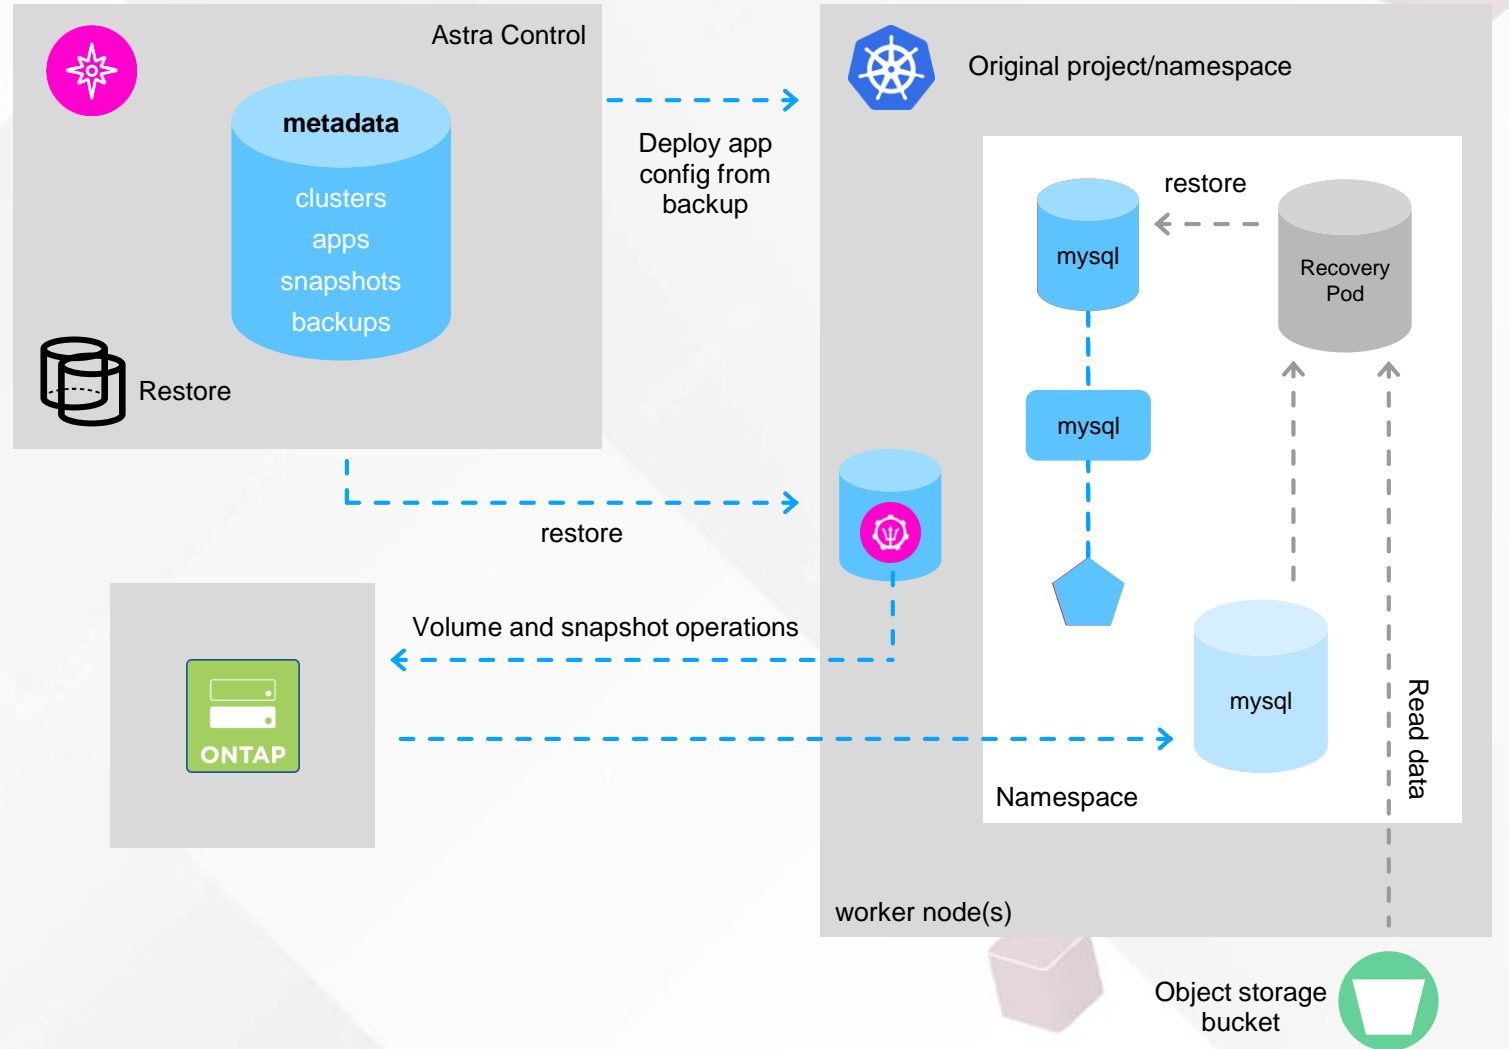 Astra Control
metadata
clusters
apps
snapshots
backups
Restore
Deploy app
config from
backup
Original project/namespace
restore
mysql
Recovery
Pod
mysql
restore
Volume and snapshot operations
ONTAP
mysql
Read data
Namespace
worker node(s)
Object storage
bucket